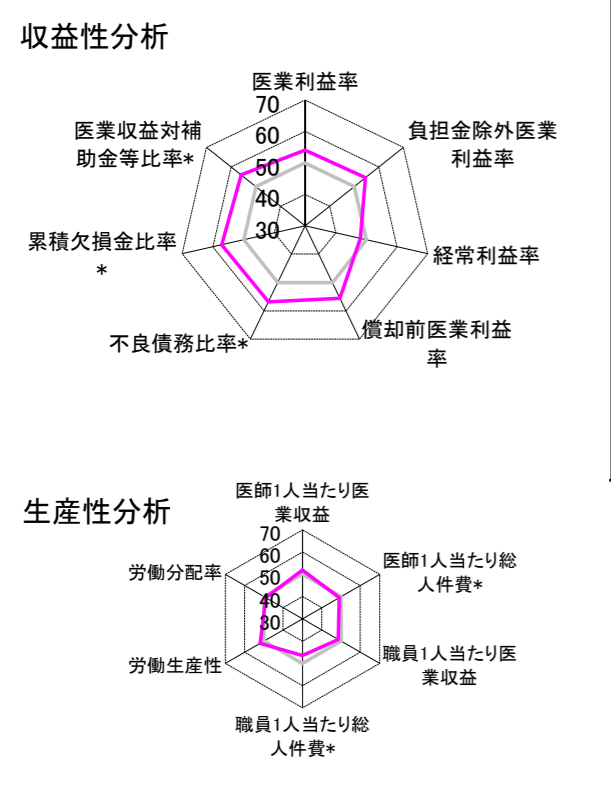 収益性分析
医業利益率
70
60
50
40
30
負担金除外医業
利益率
経常利益率
償却前医業利益
率
不良債務比率*
累積欠損金比率
*
医業収益対補
助金等比率*
生産性分析
医師1人当たり医
業収益
70
60
50
40
30
医師1人当たり総
人件費*
職員1人当たり医
業収益
職員1人当たり総
人件費*
労働生産性
労働分配率